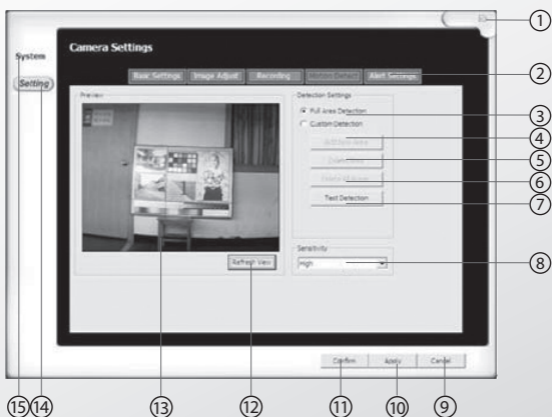 ①
System
Camera Settings
Setting
Basic Settings Image Adjust Recording Motion Detect Alert Settings
②
Preview
Detection Settings
Full Area Detection
③
Custom Detection
④
⑤
⑥
Test Detection
⑦
Sensitivity
High
⑧
Refresh View
Confirm Apply Cancel
⑮ ⑭ ⑬ ⑫ ⑪ ⑩ ⑨